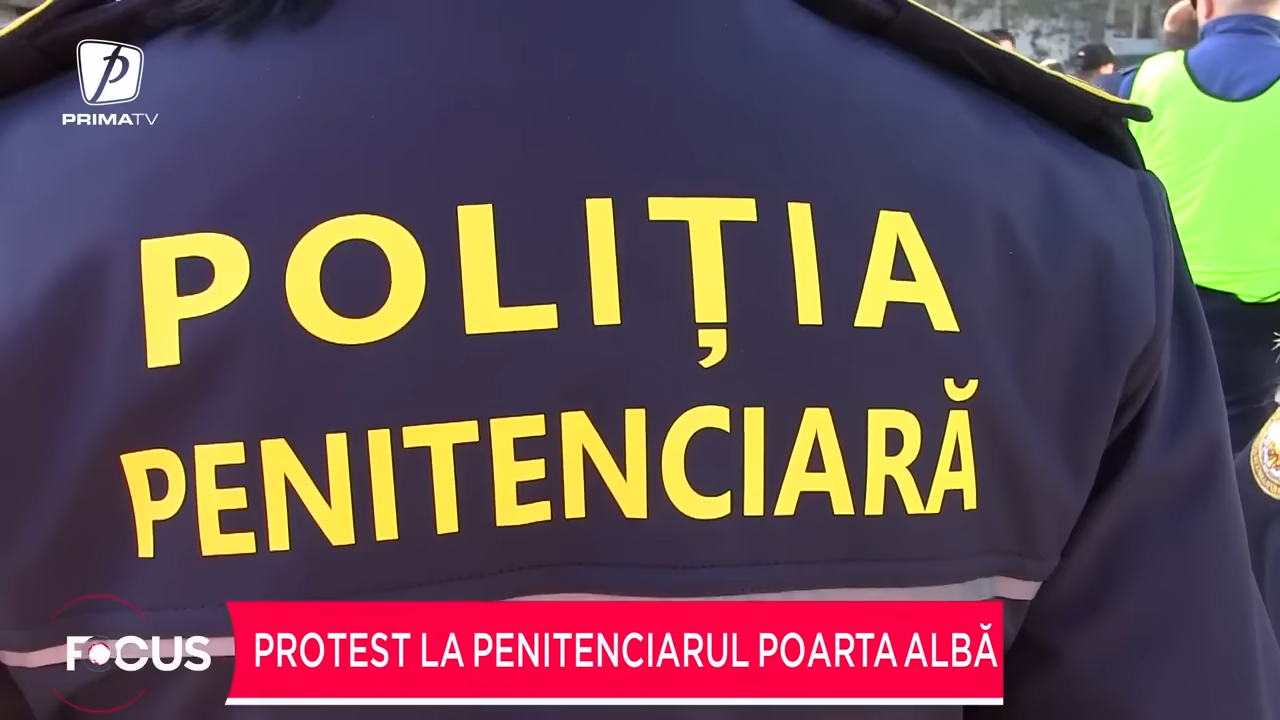 PRIMATV
POLIȚIA
PENITENCIARĂ
FOCUS
PROTEST LA PENITENCIARUL POARTA ALBĂ